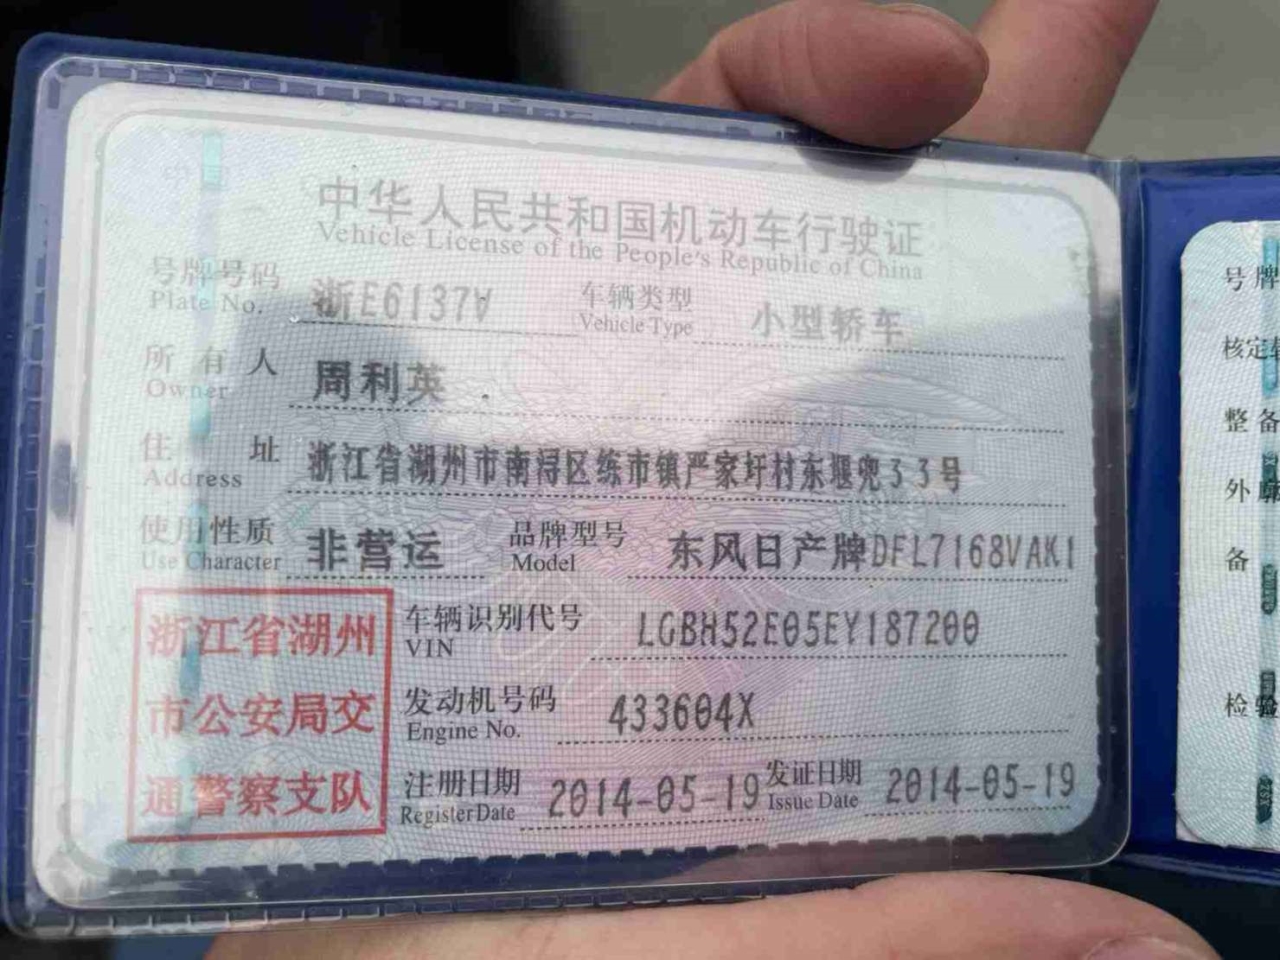 中华人民共和国机动车行驶证
Vehicle License of the People's Republic of China
号牌号码 浙E6137V 车辆类型 小型轿车
Plate No. Vehicle Type
所有人 周利英
Owner
住址 浙江省湖州市南浔区练市镇严家圩村东堰兜33号
Address
使用性质 非营运 品牌型号 东风日产牌DFL7168VAK1
Use Character Model
浙江省湖州
市公安局交
通警察支队
车辆识别代号 LGBH52E05EY187200
VIN
发动机号码 433604X
Engine No.
注册日期 2014-05-19 发证日期 2014-05-19
Register Date Issue Date
号牌
核定
整备
外廓
备
检验